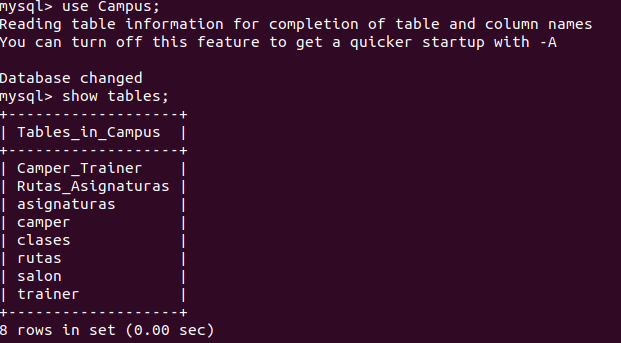 mysql> use Campus;
Reading table information for completion of table and column names
You can turn off this feature to get a quicker startup with -A
Database changed
mysql> show tables;
+-------------------+
| Tables_in_Campus  |
+-------------------+
| Camper_Trainer    |
| Rutas_Asignaturas |
| asignaturas       |
| camper            |
| clases            |
| rutas             |
| salon             |
| trainer           |
+-------------------+
8 rows in set (0.00 sec)